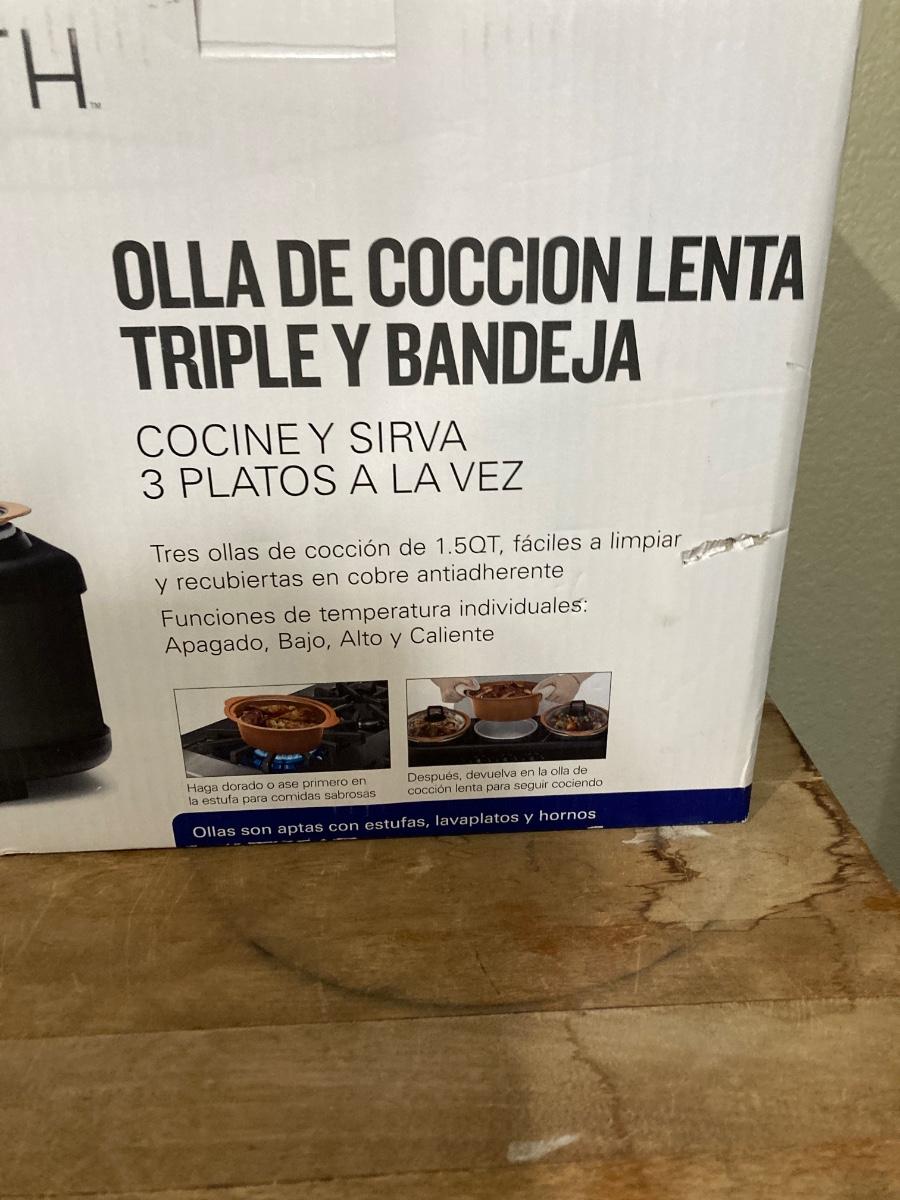 TH™
OLLA DE COCCION LENTA
TRIPLE Y BANDEJA
COCINE Y SIRVA
3 PLATOS A LA VEZ
Tres ollas de cocción de 1.5QT, fáciles a limpiar
y recubiertas en cobre antiadherente
Funciones de temperatura individuales:
Apagado, Bajo, Alto y Caliente
Haga dorado o ase primero en
la estufa para comidas sabrosas
Después, devuelva en la olla de
cocción lenta para seguir cociendo
Ollas son aptas con estufas, lavaplatos y hornos